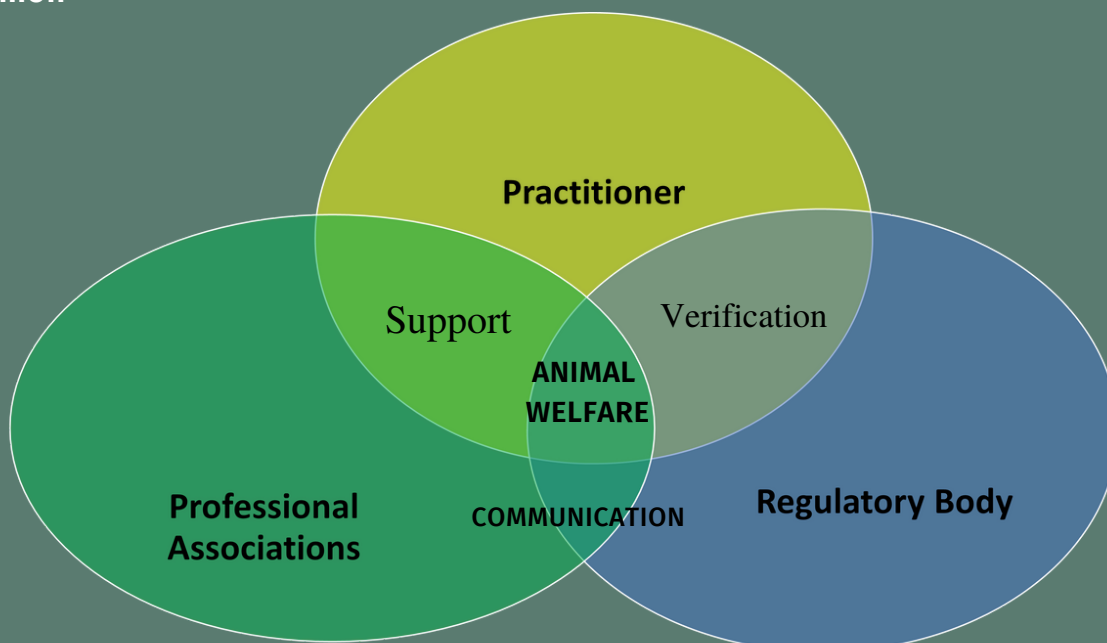 Practitioner
Support
Verification
ANIMAL
WELFARE
Professional
Associations
COMMUNICATION
Regulatory Body